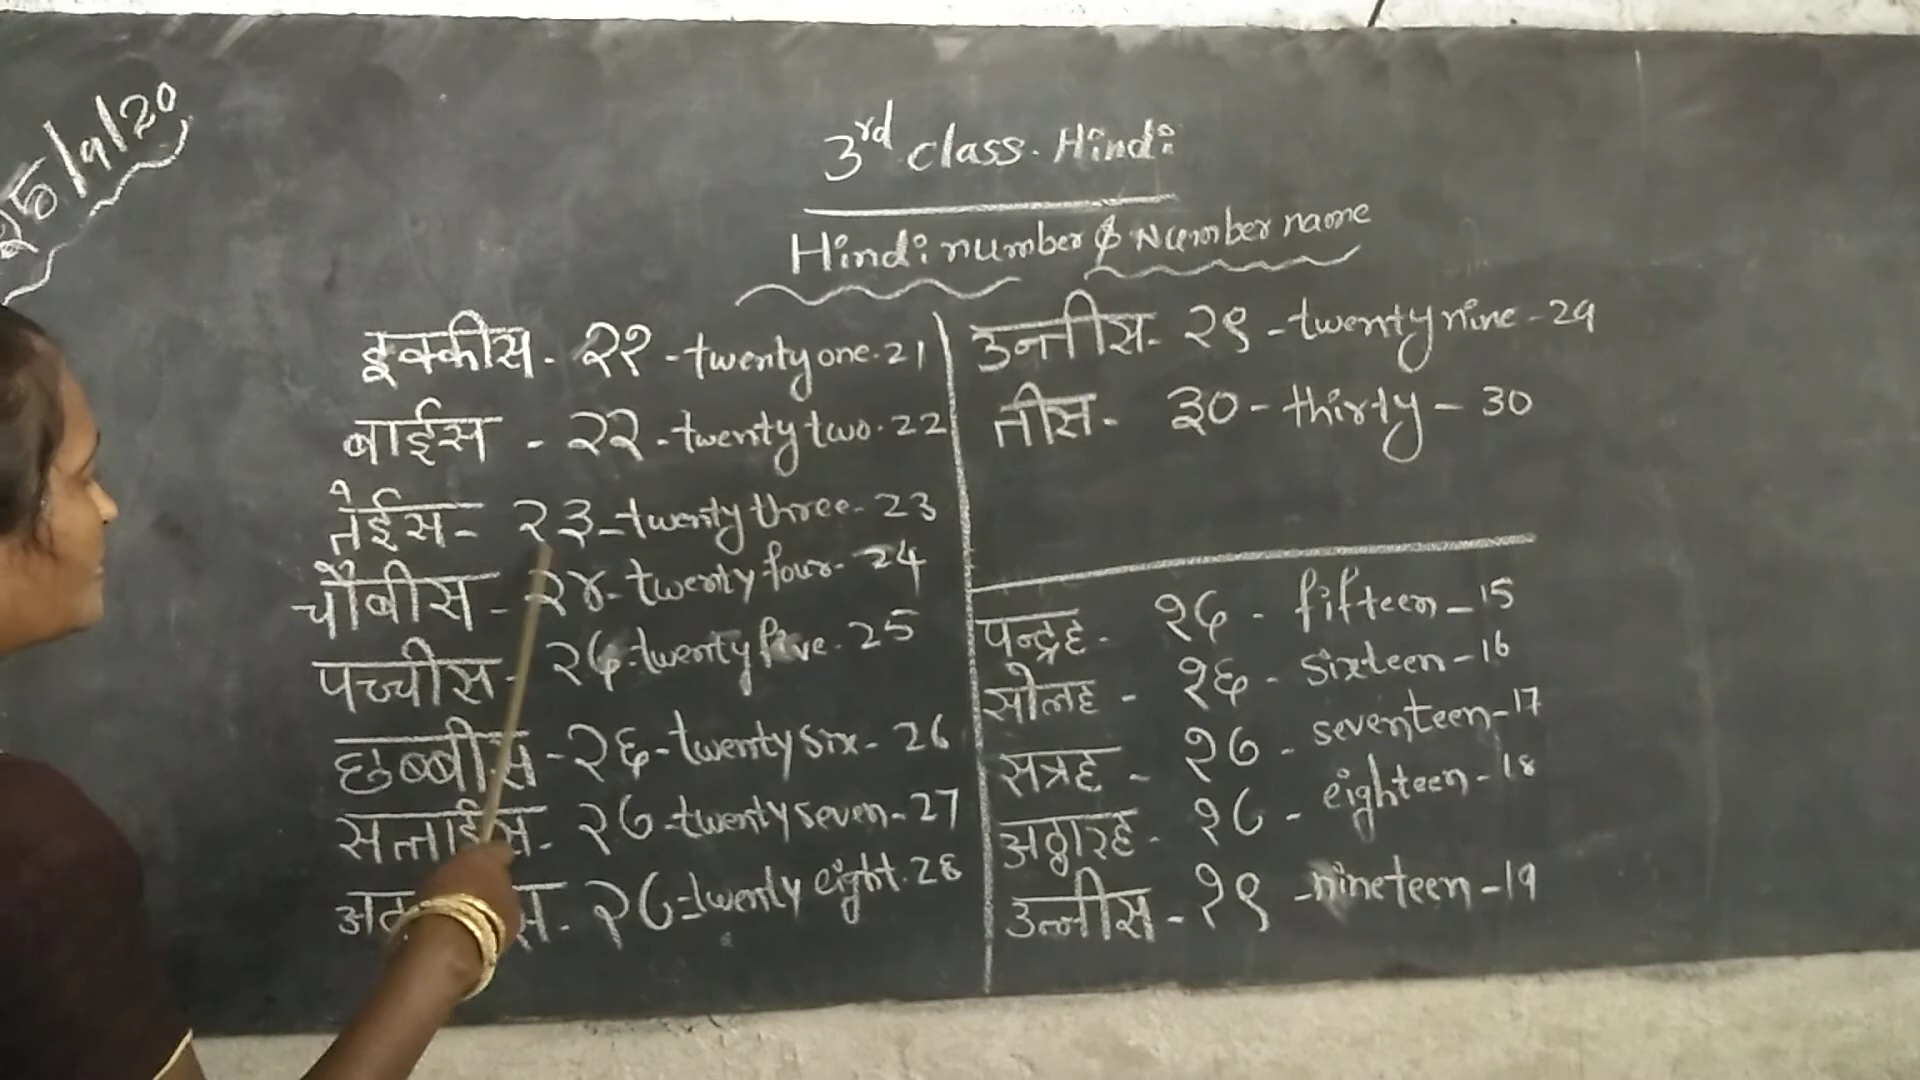 25/9/20
3rd class. Hindi
Hindi number & Number name
इक्कीस - २१ - twenty one. 21
बाईस - २२ - twenty two. 22
तेईस - २३ - twenty three - 23
चौबीस - २४ - twenty four - 24
पच्चीस - २५ - twenty five. 25
छब्बीस - २६ - twenty six - 26
सत्ताईस - २७ - twenty seven - 27
स - २८ = twenty eight. 28
उन्तीस - २९ - twenty nine - 29
तीस - ३० - thirty - 30
पन्द्रह - १५ - fifteen - 15
सोलह - १६ - sixteen - 16
सत्रह - १७ - seventeen - 17
अठ्ठारह - १८ - eighteen - 18
उन्नीस - १९ - nineteen - 19